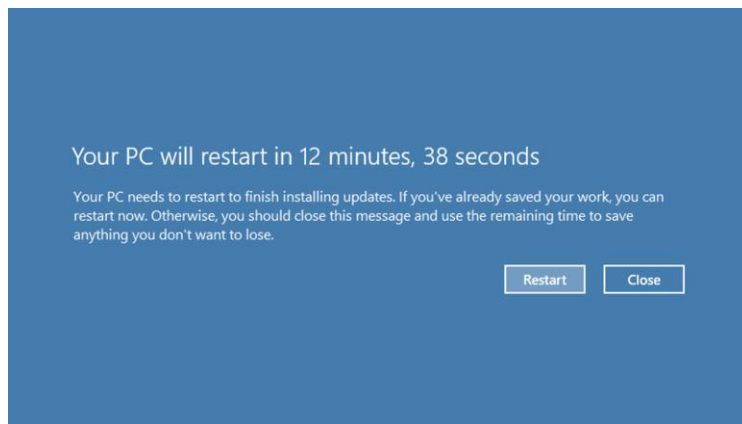 Your PC will restart in 12 minutes, 38 seconds
Your PC needs to restart to finish installing updates. If you've already saved your work, you can
restart now. Otherwise, you should close this message and use the remaining time to save
anything you don't want to lose.
Restart Close